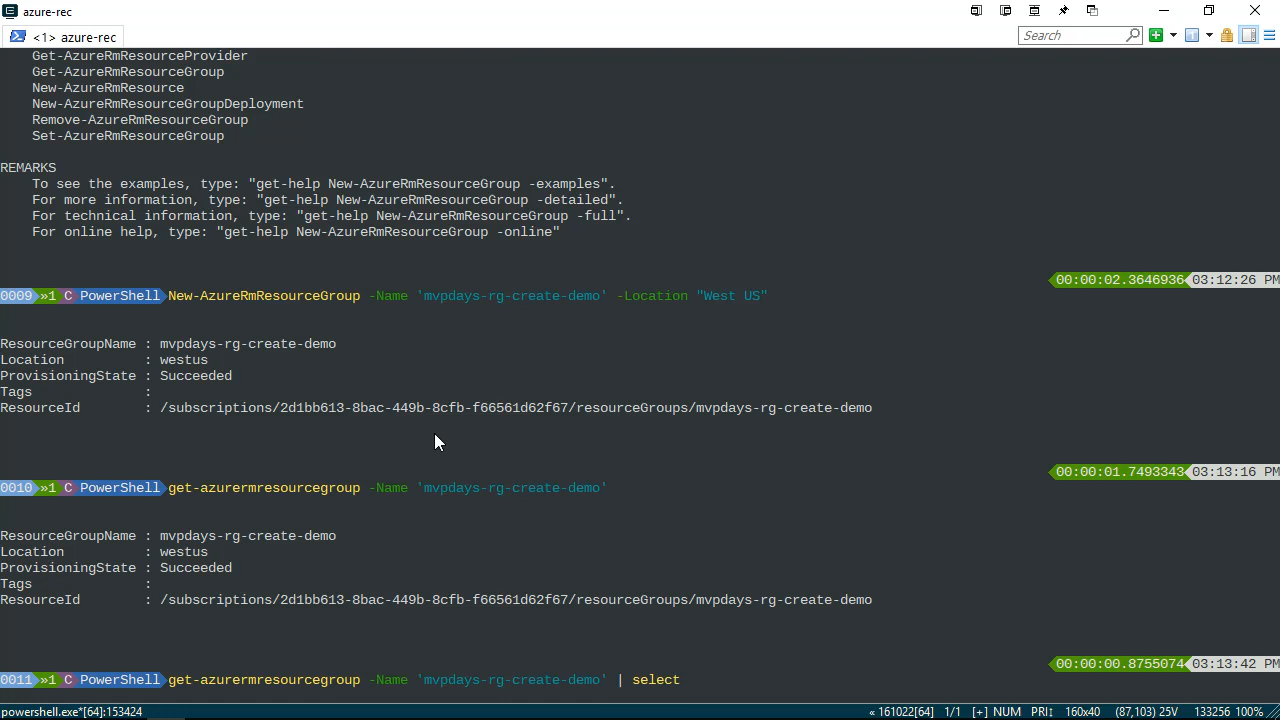 azure-rec
<1> azure-rec
Search
Get-AzureRmResourceProvider
Get-AzureRmResourceGroup
New-AzureRmResource
New-AzureRmResourceGroupDeployment
Remove-AzureRmResourceGroup
Set-AzureRmResourceGroup
REMARKS
To see the examples, type: "get-help New-AzureRmResourceGroup -examples".
For more information, type: "get-help New-AzureRmResourceGroup -detailed".
For technical information, type: "get-help New-AzureRmResourceGroup -full".
For online help, type: "get-help New-AzureRmResourceGroup -online"
00:00:02.3646936 03:12:26 PM
0009 »1 C PowerShell New-AzureRmResourceGroup -Name 'mvpdays-rg-create-demo' -Location "West US"
ResourceGroupName : mvpdays-rg-create-demo
Location : westus
ProvisioningState : Succeeded
Tags :
ResourceId : /subscriptions/2d1bb613-8bac-449b-8cfb-f66561d62f67/resourceGroups/mvpdays-rg-create-demo
00:00:01.7493343 03:13:16 PM
0010 »1 C PowerShell get-azurermresourcegroup -Name 'mvpdays-rg-create-demo'
ResourceGroupName : mvpdays-rg-create-demo
Location : westus
ProvisioningState : Succeeded
Tags :
ResourceId : /subscriptions/2d1bb613-8bac-449b-8cfb-f66561d62f67/resourceGroups/mvpdays-rg-create-demo
00:00:00.8755074 03:13:42 PM
0011 »1 C PowerShell get-azurermresourcegroup -Name 'mvpdays-rg-create-demo' | select
powershell.exe*[64]:153424 « 161022[64] 1/1 [+] NUM PRI↕ 160x40 (87,103) 25V 133256 100%